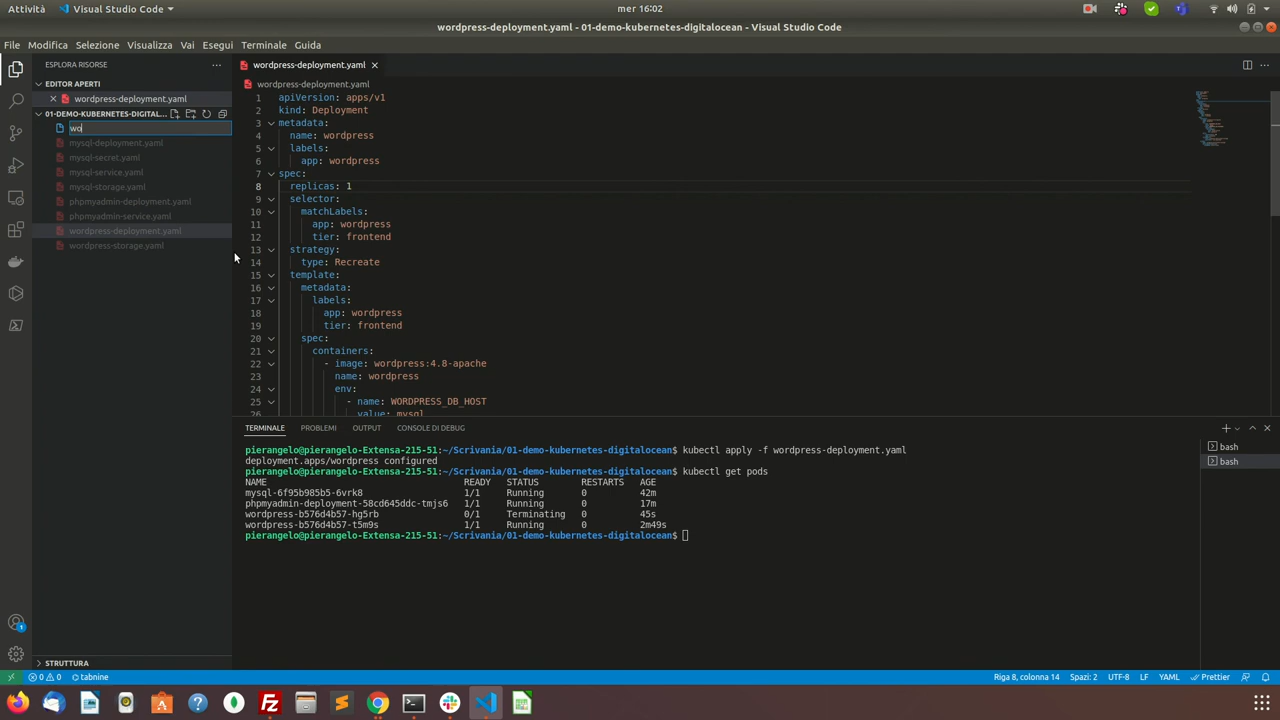 Attività
Visual Studio Code
mer 16:02
wordpress-deployment.yaml - 01-demo-kubernetes-digitalocean - Visual Studio Code
File Modifica Selezione Visualizza Vai Esegui Terminale Guida
ESPLORA RISORSE
EDITOR APERTI
wordpress-deployment.yaml
01-DEMO-KUBERNETES-DIGITAL...
wo
mysql-deployment.yaml
mysql-secret.yaml
mysql-service.yaml
mysql-storage.yaml
phpmyadmin-deployment.yaml
phpmyadmin-service.yaml
wordpress-deployment.yaml
wordpress-storage.yaml
STRUTTURA
wordpress-deployment.yaml
wordpress-deployment.yaml
1 apiVersion: apps/v1
2 kind: Deployment
3 metadata:
4 name: wordpress
5 labels:
6 app: wordpress
7 spec:
8 replicas: 1
9 selector:
10 matchLabels:
11 app: wordpress
12 tier: frontend
13 strategy:
14 type: Recreate
15 template:
16 metadata:
17 labels:
18 app: wordpress
19 tier: frontend
20 spec:
21 containers:
22 - image: wordpress:4.8-apache
23 name: wordpress
24 env:
25 - name: WORDPRESS_DB_HOST
26 value: mysql
TERMINALE PROBLEMI OUTPUT CONSOLE DI DEBUG
pierangelo@pierangelo-Extensa-215-51:~/Scrivania/01-demo-kubernetes-digitalocean$ kubectl apply -f wordpress-deployment.yaml
deployment.apps/wordpress configured
pierangelo@pierangelo-Extensa-215-51:~/Scrivania/01-demo-kubernetes-digitalocean$ kubectl get pods
NAME READY STATUS RESTARTS AGE
mysql-6f95b985b5-6vrk8 1/1 Running 0 42m
phpmyadmin-deployment-58cd645ddc-tmjs6 1/1 Running 0 17m
wordpress-b576d4b57-hg5rb 0/1 Terminating 0 45s
wordpress-b576d4b57-t5m9s 1/1 Running 0 2m49s
pierangelo@pierangelo-Extensa-215-51:~/Scrivania/01-demo-kubernetes-digitalocean$
bash
bash
0 0 tabnine
Riga 8, colonna 14 Spazi: 2 UTF-8 LF YAML Prettier